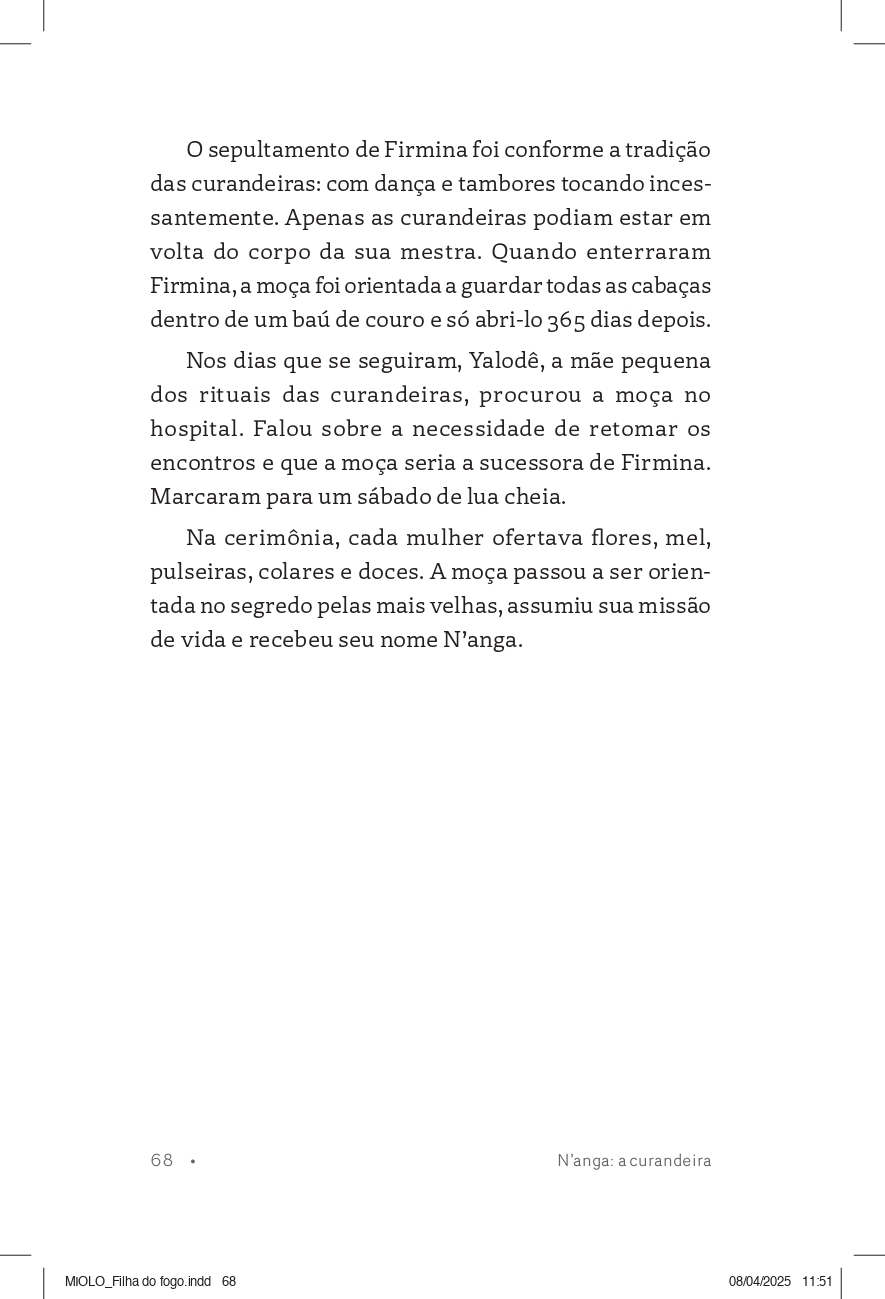 O sepultamento de Firmina foi conforme a tradição
das curandeiras: com dança e tambores tocando inces-
santemente. Apenas as curandeiras podiam estar em
volta do corpo da sua mestra. Quando enterraram
Firmina, a moça foi orientada a guardar todas as cabaças
dentro de um baú de couro e só abri-lo 365 dias depois.
Nos dias que se seguiram, Yalodê, a mãe pequena
dos rituais das curandeiras, procurou a moça no
hospital. Falou sobre a necessidade de retomar os
encontros e que a moça seria a sucessora de Firmina.
Marcaram para um sábado de lua cheia.
Na cerimônia, cada mulher ofertava flores, mel,
pulseiras, colares e doces. A moça passou a ser orien-
tada no segredo pelas mais velhas, assumiu sua missão
de vida e recebeu seu nome N’anga.
68 • N’anga: a curandeira
MIOLO_Filha do fogo.indd 68 08/04/2025 11:51